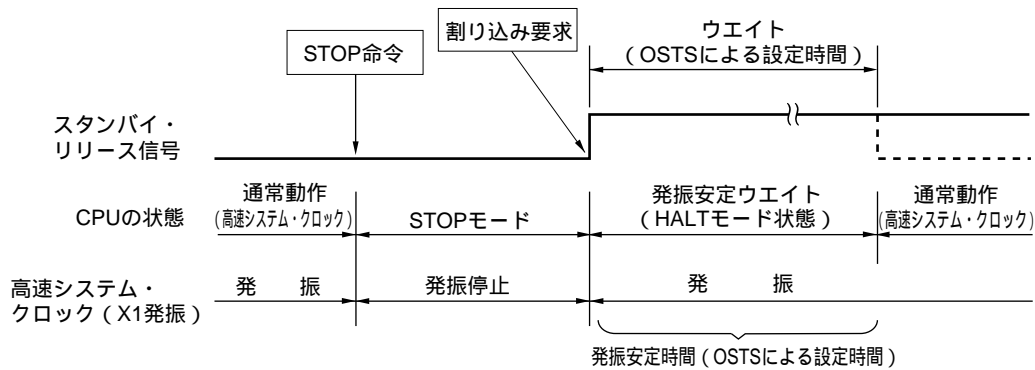 STOP命令
割り込み要求
ウエイト
(OSTSによる設定時間)
スタンバイ・
リリース信号
CPUの状態
通常動作
(高速システム・クロック)
STOPモード
発振安定ウエイト
(HALTモード状態)
通常動作
(高速システム・クロック)
高速システム・
クロック(X1発振)
発 振
発振停止
発 振
発振安定時間(OSTSによる設定時間)